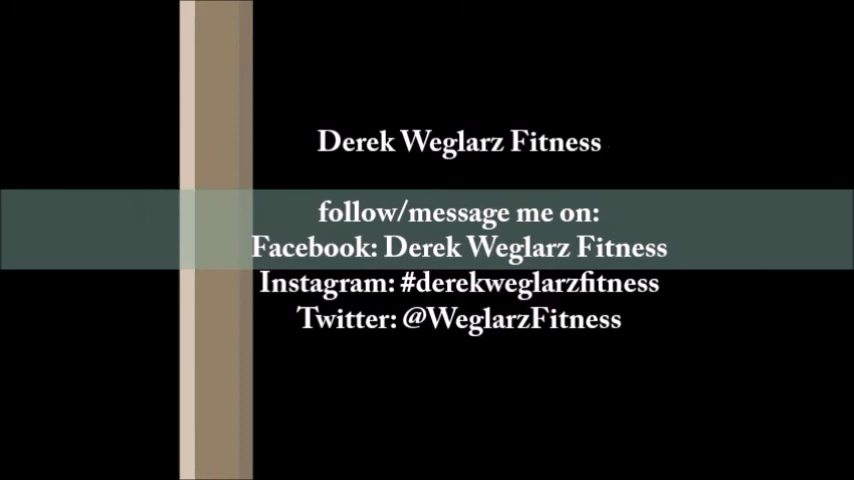 Derek Weglarz Fitness
follow/message me on:
Facebook: Derek Weglarz Fitness
Instagram: #derekweglarzfitness
Twitter: @WeglarzFitness